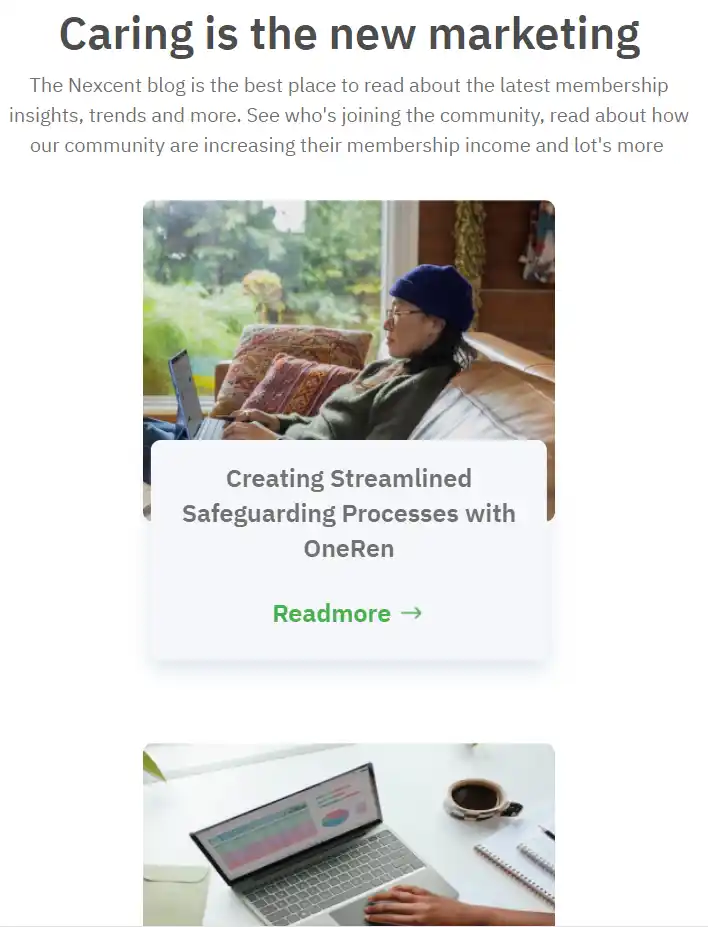 Caring is the new marketing
The Nexcent blog is the best place to read about the latest membership
insights, trends and more. See who's joining the community, read about how
our community are increasing their membership income and lot's more
Creating Streamlined
Safeguarding Processes with
OneRen
Readmore →